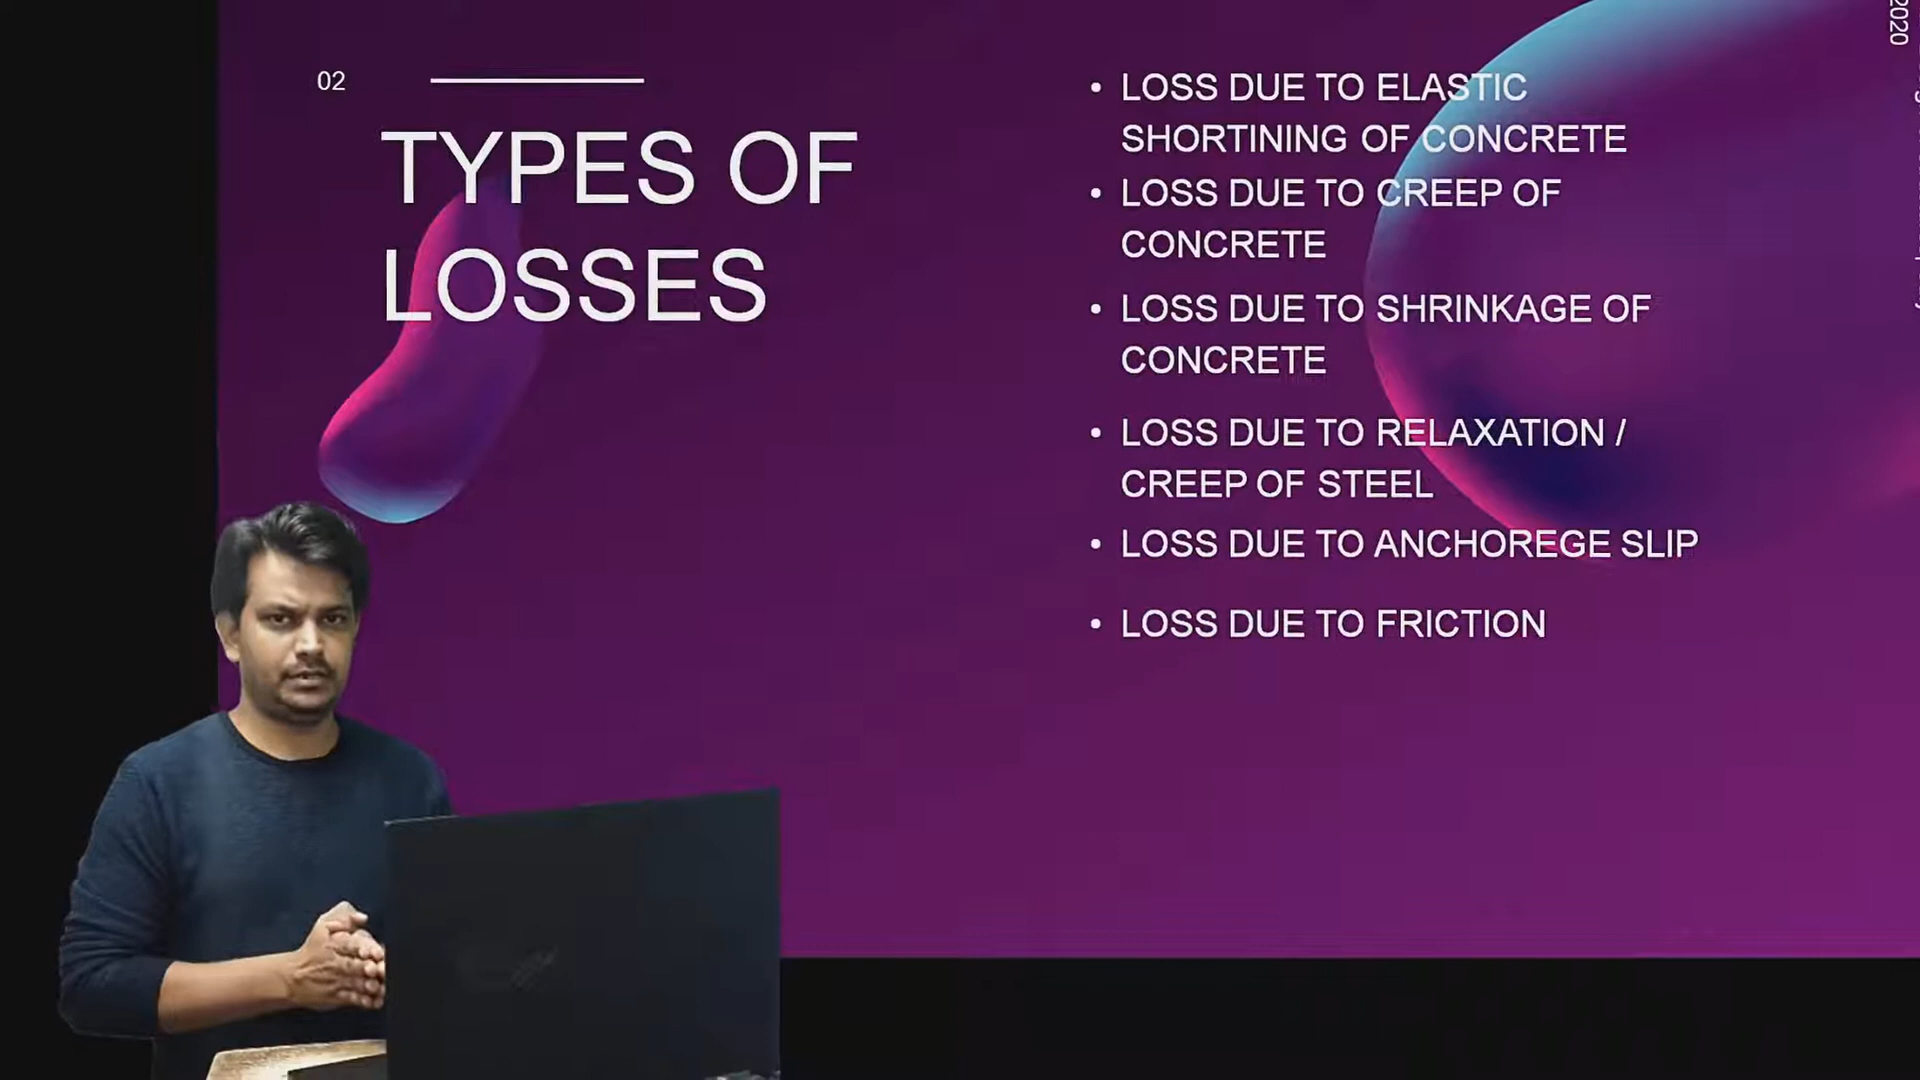 02
TYPES OF
LOSSES
• LOSS DUE TO ELASTIC
SHORTINING OF CONCRETE
• LOSS DUE TO CREEP OF
CONCRETE
• LOSS DUE TO SHRINKAGE OF
CONCRETE
• LOSS DUE TO RELAXATION /
CREEP OF STEEL
• LOSS DUE TO ANCHOREGE SLIP
• LOSS DUE TO FRICTION
2020